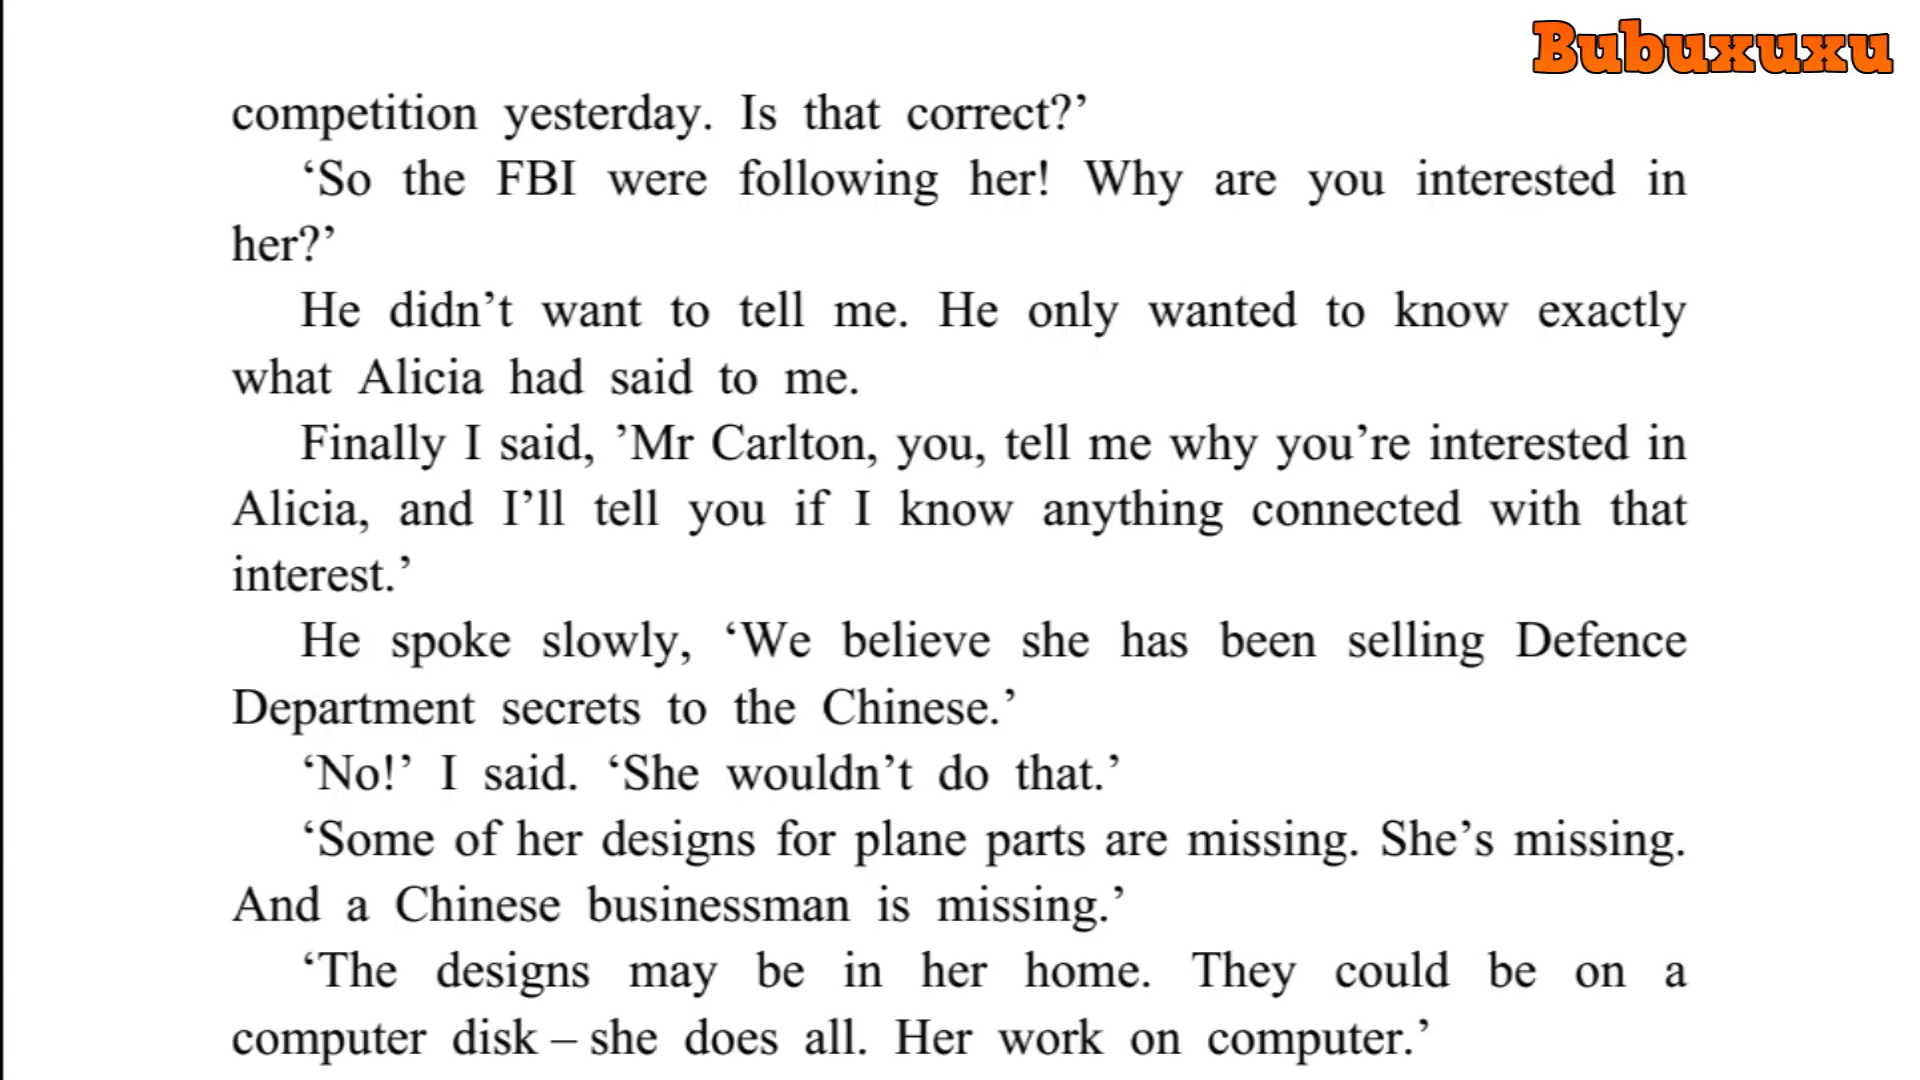 Bubuxuxu
competition yesterday. Is that correct?’
‘So the FBI were following her! Why are you interested in
her?’
He didn’t want to tell me. He only wanted to know exactly
what Alicia had said to me.
Finally I said, ’Mr Carlton, you, tell me why you’re interested in
Alicia, and I’ll tell you if I know anything connected with that
interest.’
He spoke slowly, ‘We believe she has been selling Defence
Department secrets to the Chinese.’
‘No!’ I said. ‘She wouldn’t do that.’
‘Some of her designs for plane parts are missing. She’s missing.
And a Chinese businessman is missing.’
‘The designs may be in her home. They could be on a
computer disk – she does all. Her work on computer.’